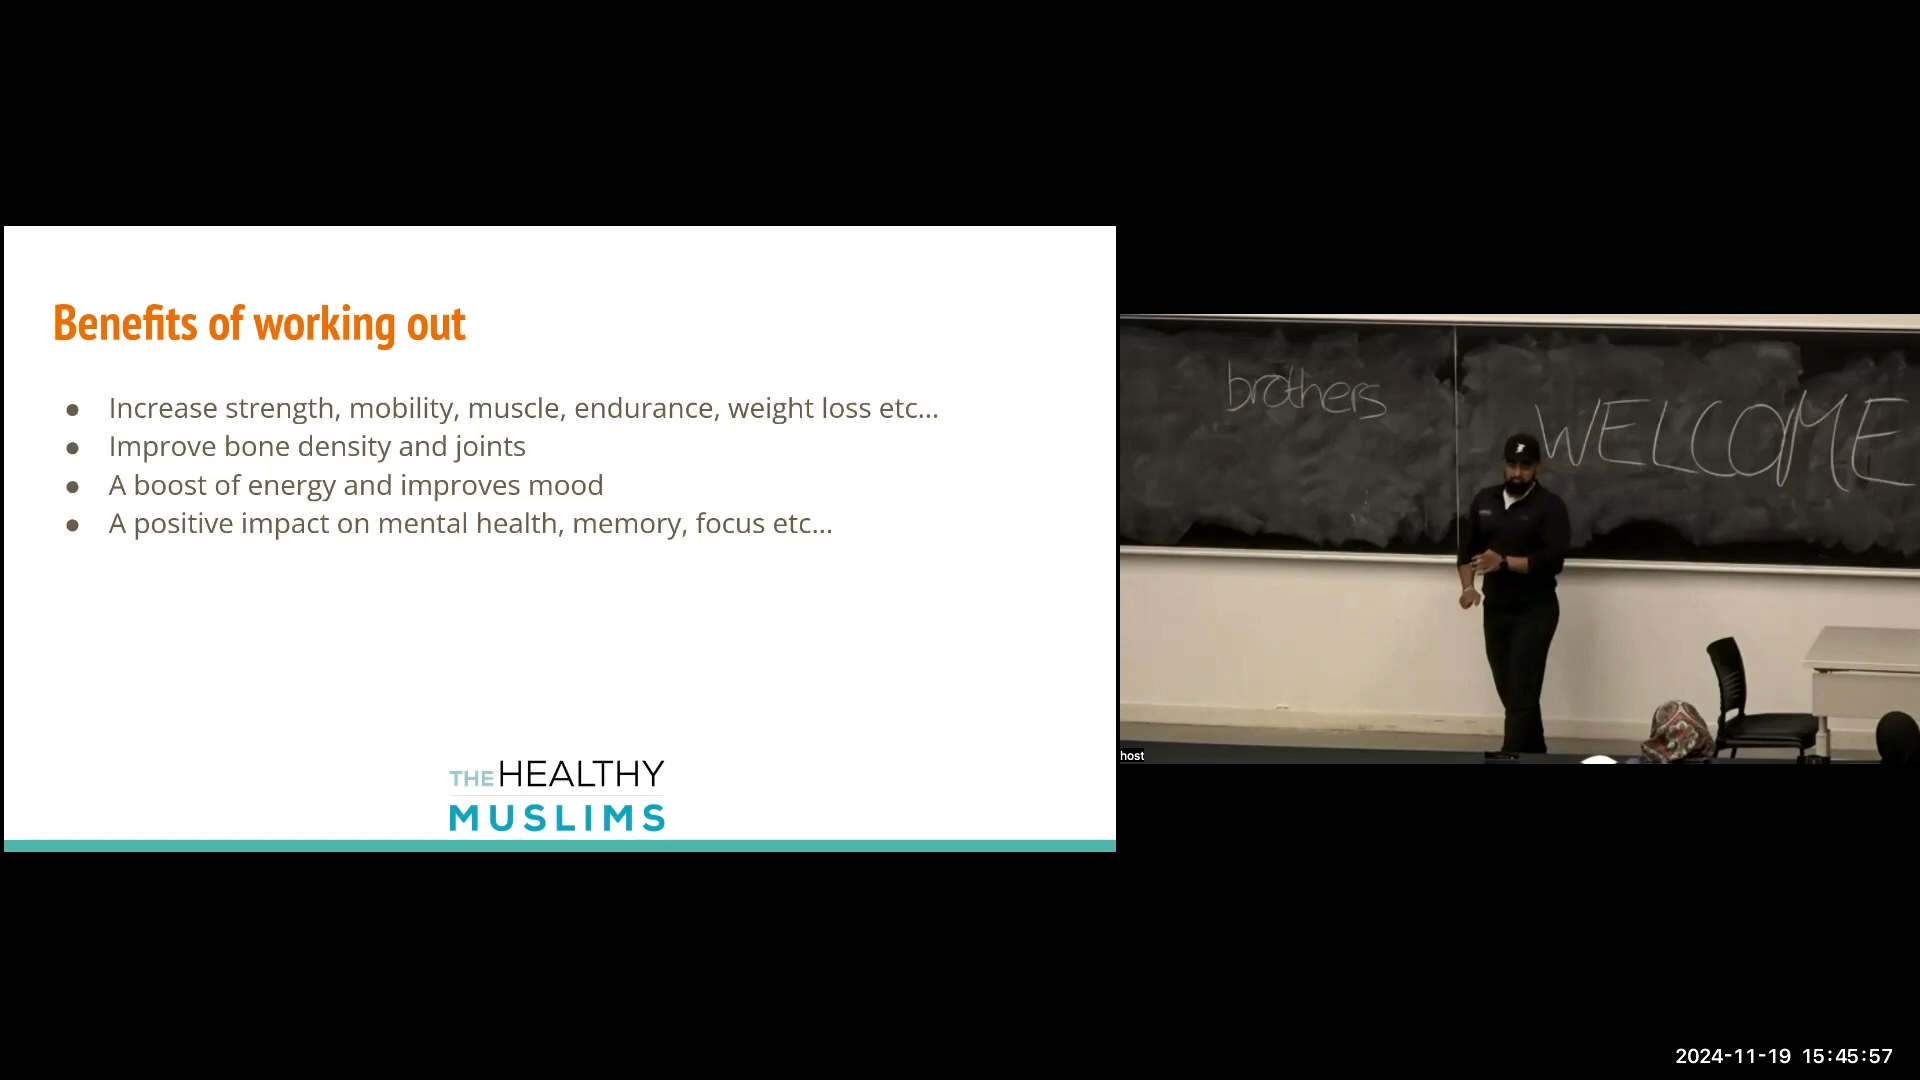 Benefits of working out
● Increase strength, mobility, muscle, endurance, weight loss etc...
● Improve bone density and joints
● A boost of energy and improves mood
● A positive impact on mental health, memory, focus etc...
THE HEALTHY
MUSLIMS
brothers
WELCOME
host
2024-11-19 15:45:57